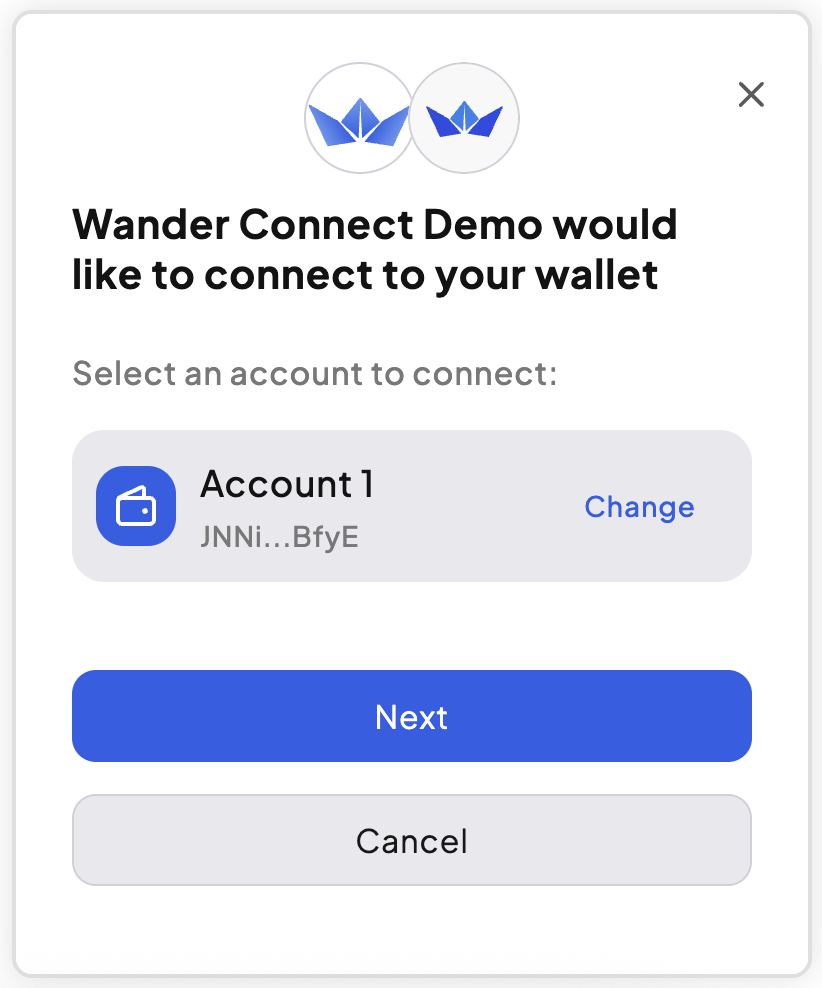 Wander Connect Demo would
like to connect to your wallet
Select an account to connect:
Account 1
JNNi...BfyE
Change
Next
Cancel